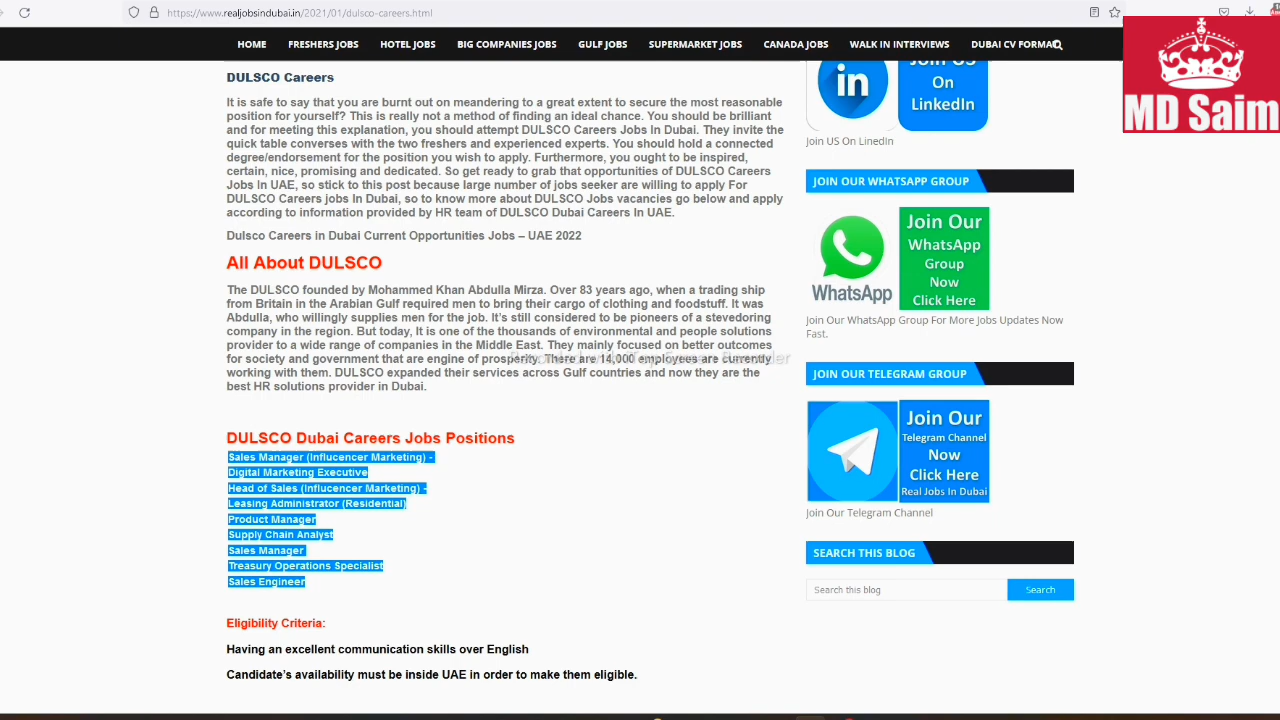 https://www.realjobsindubai.in/2021/01/dulsco-careers.html
HOME FRESHERS JOBS HOTEL JOBS BIG COMPANIES JOBS GULF JOBS SUPERMARKET JOBS CANADA JOBS WALK IN INTERVIEWS DUBAI CV FORMAT
MD Saim
DULSCO Careers
It is safe to say that you are burnt out on meandering to a great extent to secure the most reasonable
position for yourself? This is really not a method of finding an ideal chance. You should be brilliant
and for meeting this explanation, you should attempt DULSCO Careers Jobs In Dubai. They invite the
quick table converses with the two freshers and experienced experts. You should hold a connected
degree/endorsement for the position you wish to apply. Furthermore, you ought to be inspired,
certain, nice, promising and dedicated. So get ready to grab that opportunities of DULSCO Careers
Jobs In UAE, so stick to this post because large number of jobs seeker are willing to apply For
DULSCO Careers jobs In Dubai, so to know more about DULSCO Jobs vacancies go below and apply
according to information provided by HR team of DULSCO Dubai Careers In UAE.
Dulsco Careers in Dubai Current Opportunities Jobs – UAE 2022
All About DULSCO
The DULSCO founded by Mohammed Khan Abdulla Mirza. Over 83 years ago, when a trading ship
from Britain in the Arabian Gulf required men to bring their cargo of clothing and foodstuff. It was
Abdulla, who willingly supplies men for the job. It's still considered to be pioneers of a stevedoring
company in the region. But today, It is one of the thousands of environmental and people solutions
provider to a wide range of companies in the Middle East. They mainly focused on better outcomes
for society and government that are engine of prosperity. There are 14,000 employees are currently
working with them. DULSCO expanded their services across Gulf countries and now they are the
best HR solutions provider in Dubai.
DULSCO Dubai Careers Jobs Positions
Sales Manager (Influcencer Marketing) -
Digital Marketing Executive
Head of Sales (Influcencer Marketing) -
Leasing Administrator (Residential)
Product Manager
Supply Chain Analyst
Sales Manager
Treasury Operations Specialist
Sales Engineer
Eligibility Criteria:
Having an excellent communication skills over English
Candidate's availability must be inside UAE in order to make them eligible.
in
Join US
On
LinkedIn
Join US On LinedIn
JOIN OUR WHATSAPP GROUP
WhatsApp
Join Our
WhatsApp
Group
Now
Click Here
Join Our WhatsApp Group For More Jobs Updates Now
Fast.
JOIN OUR TELEGRAM GROUP
Join Our
Telegram Channel
Now
Click Here
Real Jobs In Dubai
Join Our Telegram Channel
SEARCH THIS BLOG
Search this blog
Search